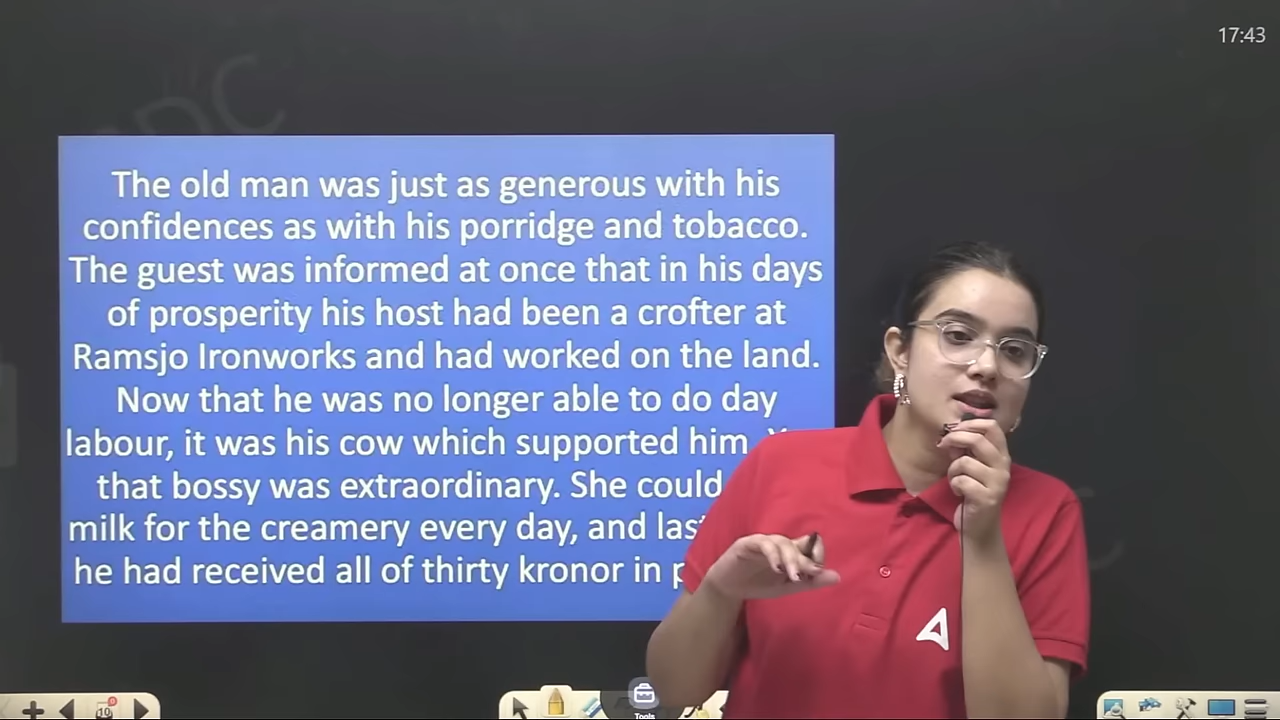 17:43
The old man was just as generous with his
confidences as with his porridge and tobacco.
The guest was informed at once that in his days
of prosperity his host had been a crofter at
Ramsjo Ironworks and had worked on the land.
Now that he was no longer able to do day
labour, it was his cow which supported him.
that bossy was extraordinary. She could
milk for the creamery every day, and
he had received all of thirty kronor in
10
Tools